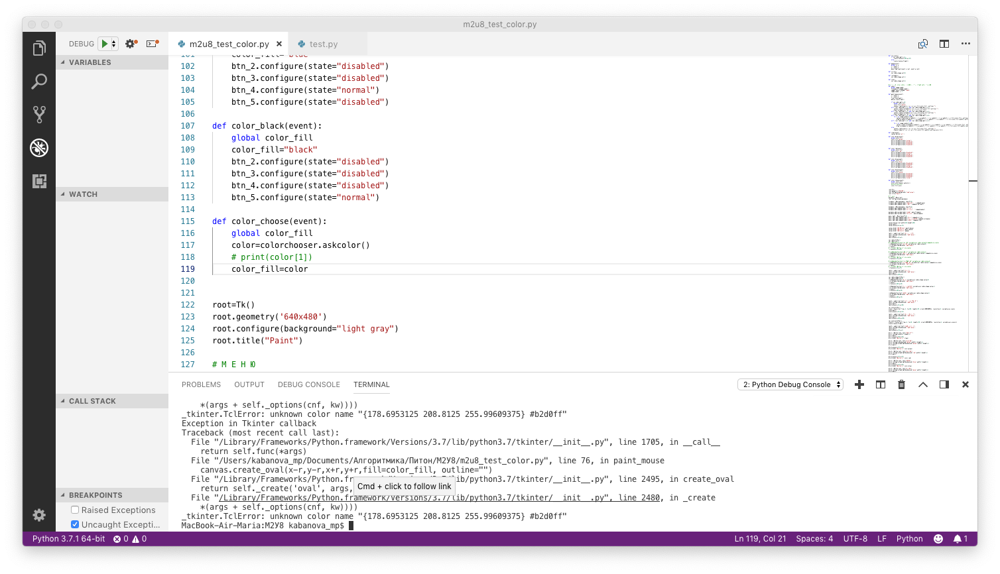 m2u8_test_color.py
DEBUG
m2u8_test_color.py
test.py
VARIABLES
WATCH
CALL STACK
BREAKPOINTS
Raised Exceptions
Uncaught Excepti...
101 color_fill="blue"
102 btn_2.configure(state="disabled")
103 btn_3.configure(state="disabled")
104 btn_4.configure(state="normal")
105 btn_5.configure(state="disabled")
106
107 def color_black(event):
108 global color_fill
109 color_fill="black"
110 btn_2.configure(state="disabled")
111 btn_3.configure(state="disabled")
112 btn_4.configure(state="disabled")
113 btn_5.configure(state="normal")
114
115 def color_choose(event):
116 global color_fill
117 color=colorchooser.askcolor()
118 # print(color[1])
119 color_fill=color
120
121
122 root=Tk()
123 root.geometry('640x480')
124 root.configure(background="light gray")
125 root.title("Paint")
126
127 # М Е Н Ю
PROBLEMS OUTPUT DEBUG CONSOLE TERMINAL
2: Python Debug Console
*(args + self._options(cnf, kw))))
_tkinter.TclError: unknown color name "{178.6953125 208.8125 255.99609375} #b2d0ff"
Exception in Tkinter callback
Traceback (most recent call last):
File "/Library/Frameworks/Python.framework/Versions/3.7/lib/python3.7/tkinter/__init__.py", line 1705, in __call__
return self.func(*args)
File "/Users/kabanova_mp/Documents/Алгоритмика/Питон/М2У8/m2u8_test_color.py", line 76, in paint_mouse
canvas.create_oval(x-r,y-r,x+r,y+r,fill=color_fill, outline="")
File "/Library/Frameworks/Python.framework/Versions/3.7/lib/python3.7/tkinter/__init__.py", line 2495, in create_oval
return self._create('oval', args,
Cmd + click to follow link
File "/Library/Frameworks/Python.framework/Versions/3.7/lib/python3.7/tkinter/__init__.py", line 2480, in _create
*(args + self._options(cnf, kw))))
_tkinter.TclError: unknown color name "{178.6953125 208.8125 255.99609375} #b2d0ff"
MacBook-Air-Maria:М2У8 kabanova_mp$
Python 3.7.1 64-bit 0 0
Ln 119, Col 21 Spaces: 4 UTF-8 LF Python 1